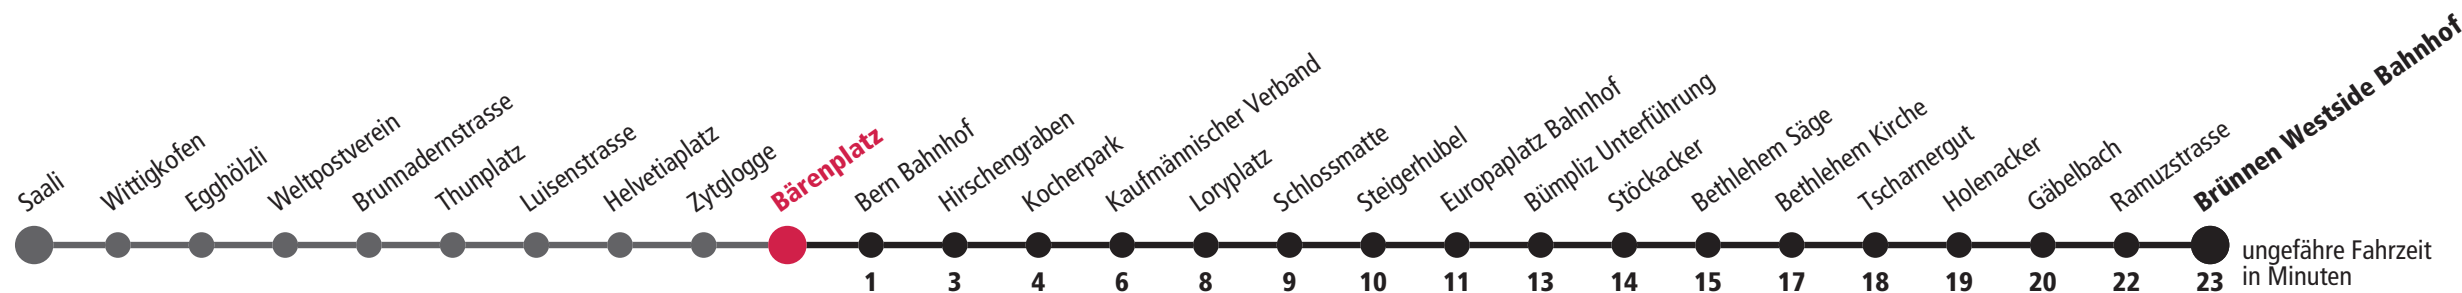 Saali
Wittigkofen
Egghölzli
Weltpostverein
Brunnadernstrasse
Thunplatz
Luisenstrasse
Helvetiaplatz
Zytglogge
Bärenplatz
Bern Bahnhof
Hirschengraben
Kocherpark
Kaufmännischer Verband
Loryplatz
Schlossmatte
Steigerhubel
Europaplatz Bahnhof
Bümpliz Unterführung
Stöckacker
Bethlehem Säge
Bethlehem Kirche
Tscharnergut
Holenacker
Gäbelbach
Ramuzstrasse
Brünnen Westside Bahnhof
1 3 4 6 8 9 10 11 13 14 15 17 18 19 20 22 23
ungefähre Fahrzeit
in Minuten